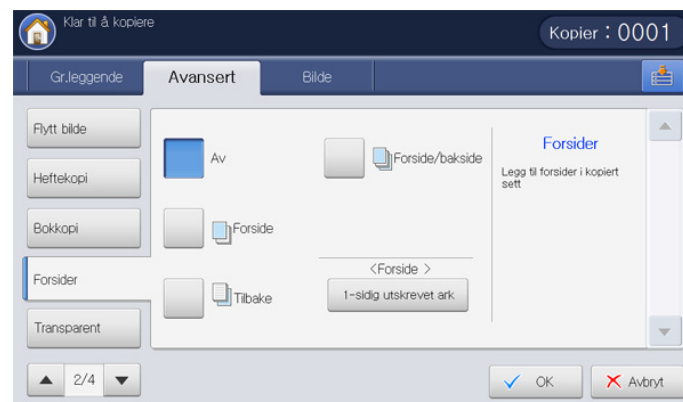 Klar til å kopiere
Kopier : 0001
Gr.leggende
Avansert
Bilde
Flytt bilde
Heftekopi
Bokkopi
Forsider
Transparent
2/4
Av
Forside/bakside
Forside
Tilbake
<Forside >
1-sidig utskrevet ark
Forsider
Legg til forsider i kopiert
sett
OK
Avbryt